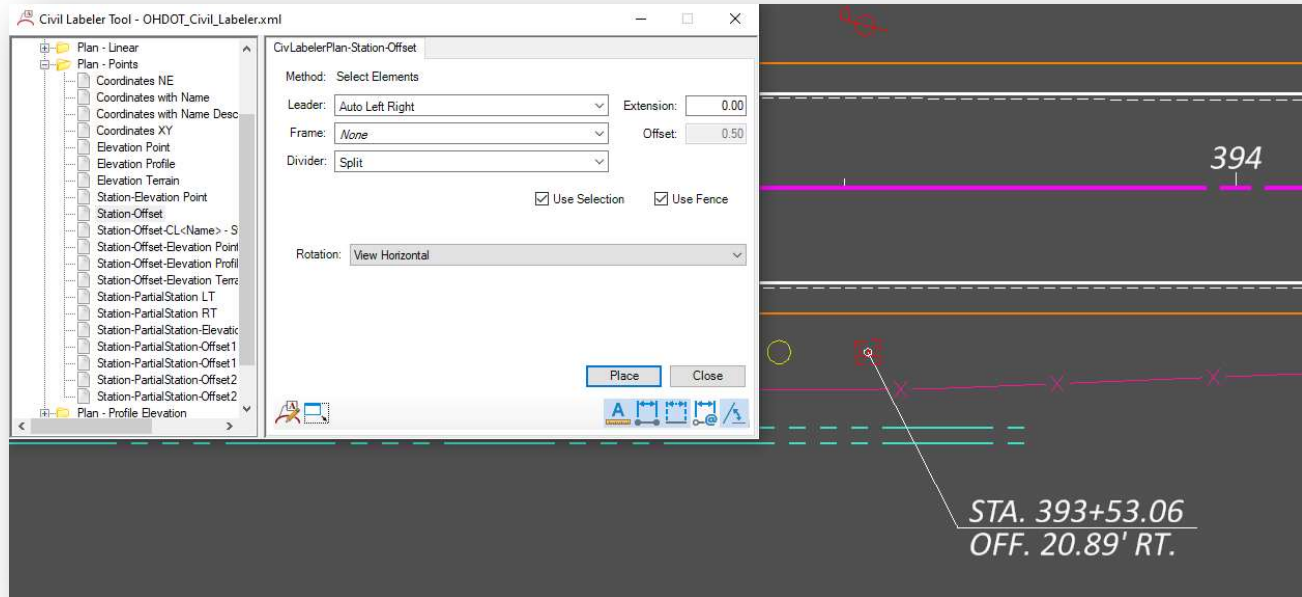 Civil Labeler Tool - OHDOT_Civil_Labeler.xml
Plan - Linear
Plan - Points
Coordinates NE
Coordinates with Name
Coordinates with Name Desc
Coordinates XY
Elevation Point
Elevation Profile
Elevation Terrain
Station-Elevation Point
Station-Offset
Station-Offset-CL<Name> - S
Station-Offset-Elevation Point
Station-Offset-Elevation Profil
Station-Offset-Elevation Terra
Station-PartialStation LT
Station-PartialStation RT
Station-PartialStation-Elevatio
Station-PartialStation-Offset1
Station-PartialStation-Offset1
Station-PartialStation-Offset2
Station-PartialStation-Offset2
Plan - Profile Elevation
CivLabelerPlan-Station-Offset
Method: Select Elements
Leader: Auto Left Right Extension: 0.00
Frame: None Offset: 0.50
Divider: Split
Use Selection Use Fence
Rotation: View Horizontal
Place Close
394
STA. 393+53.06
OFF. 20.89' RT.